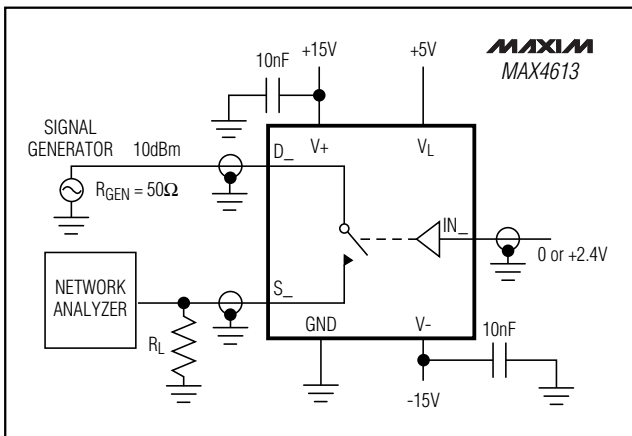 +15V
+5V
MAXIM
MAX4613
10nF
SIGNAL
GENERATOR
10dBm
D_
V+
VL
RGEN = 50Ω
IN_
0 or +2.4V
NETWORK
ANALYZER
S_
RL
GND
V-
10nF
-15V